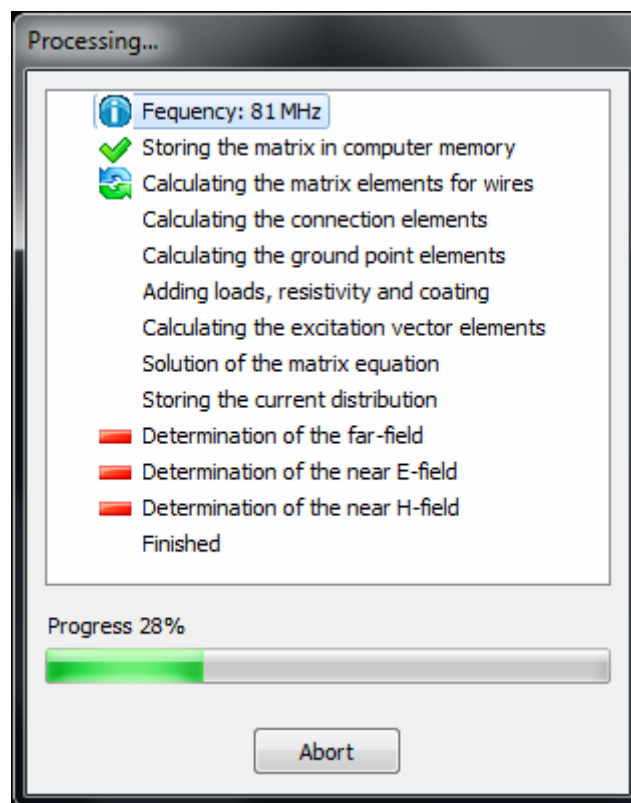 Processing...
Fequency: 81 MHz
Storing the matrix in computer memory
Calculating the matrix elements for wires
Calculating the connection elements
Calculating the ground point elements
Adding loads, resistivity and coating
Calculating the excitation vector elements
Solution of the matrix equation
Storing the current distribution
Determination of the far-field
Determination of the near E-field
Determination of the near H-field
Finished
Progress 28%
Abort